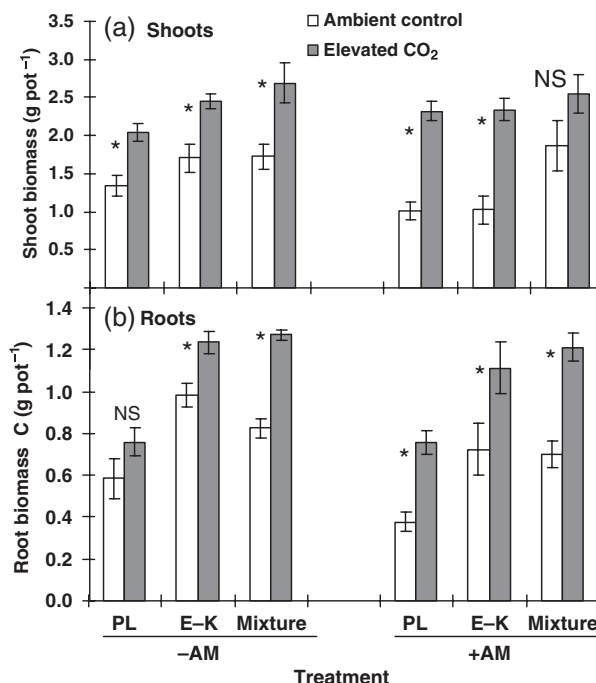 (a) Shoots
Ambient control
Elevated CO₂
Shoot biomass (g pot⁻¹)
3.5
3.0
2.5
2.0
1.5
1.0
0.5
* * * * * NS
(b) Roots
Root biomass C (g pot⁻¹)
1.4
1.2
1.0
0.8
0.6
0.4
0.2
0.0
NS * * * * *
PL E–K Mixture PL E–K Mixture
–AM +AM
Treatment